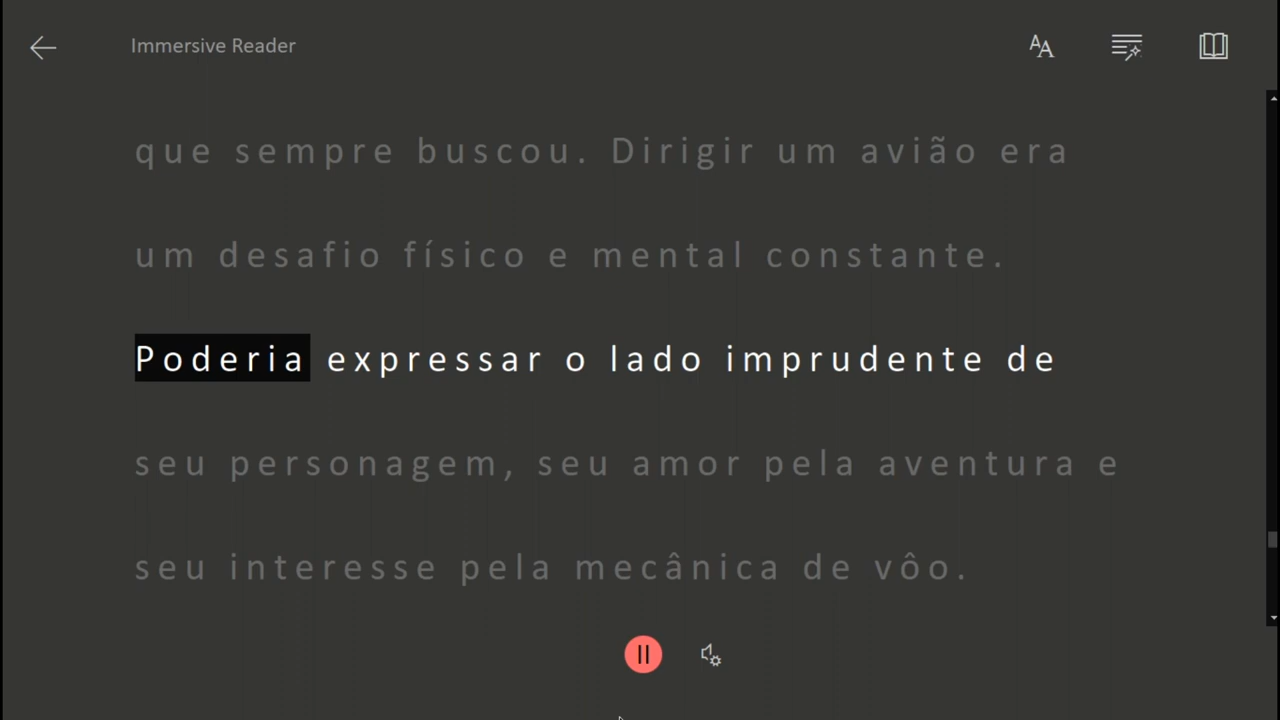 Immersive Reader
que sempre buscou. Dirigir um avião era
um desafio físico e mental constante.
Poderia expressar o lado imprudente de
seu personagem, seu amor pela aventura e
seu interesse pela mecânica de vôo.